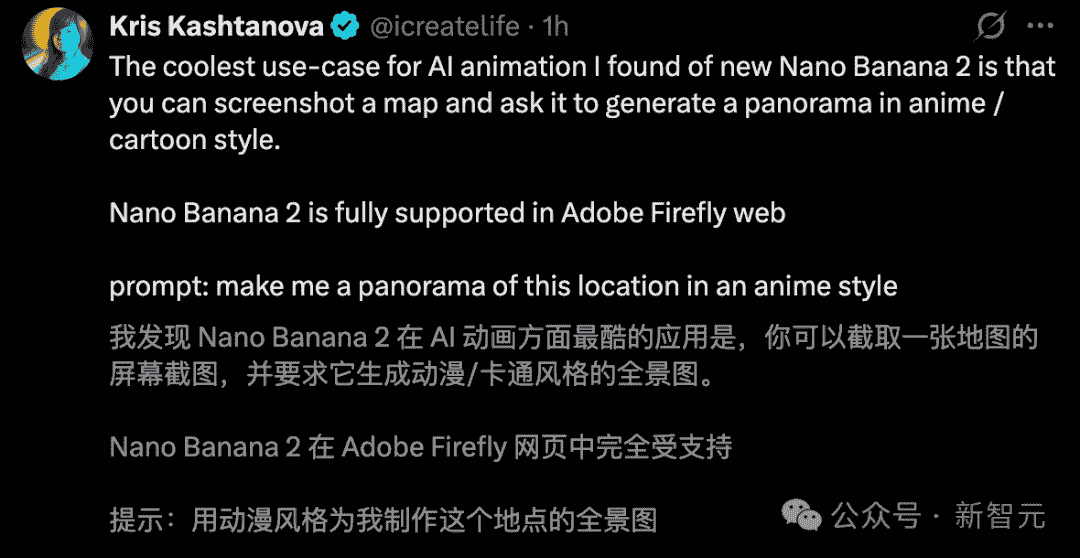 Kris Kashtanova @icreatelife · 1h
The coolest use-case for AI animation I found of new Nano Banana 2 is that
you can screenshot a map and ask it to generate a panorama in anime /
cartoon style.
Nano Banana 2 is fully supported in Adobe Firefly web
prompt: make me a panorama of this location in an anime style
我发现 Nano Banana 2 在 AI 动画方面最酷的应用是，你可以截取一张地图的
屏幕截图，并要求它生成动漫/卡通风格的全景图。
Nano Banana 2 在 Adobe Firefly 网页中完全受支持
提示：用动漫风格为我制作这个地点的全景图
公众号 · 新智元